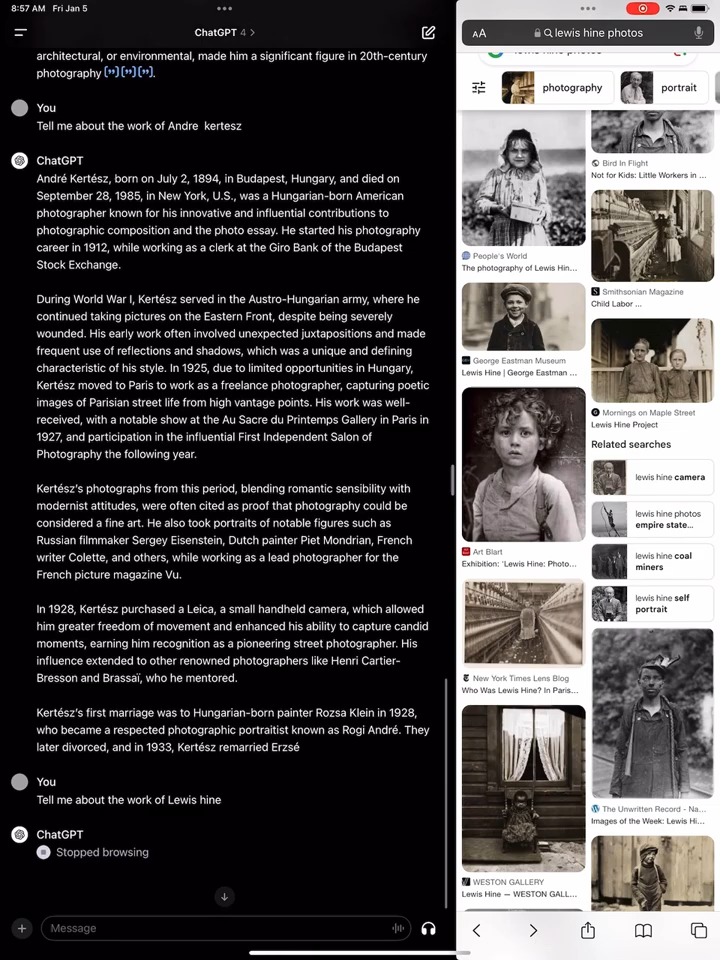 8:57 AM Fri Jan 5
ChatGPT 4 >
architectural, or environmental, made him a significant figure in 20th-century
photography
You
Tell me about the work of Andre kertesz
ChatGPT
André Kertész, born on July 2, 1894, in Budapest, Hungary, and died on
September 28, 1985, in New York, U.S., was a Hungarian-born American
photographer known for his innovative and influential contributions to
photographic composition and the photo essay. He started his photography
career in 1912, while working as a clerk at the Giro Bank of the Budapest
Stock Exchange.
During World War I, Kertész served in the Austro-Hungarian army, where he
continued taking pictures on the Eastern Front, despite being severely
wounded. His early work often involved unexpected juxtapositions and made
frequent use of reflections and shadows, which was a unique and defining
characteristic of his style. In 1925, due to limited opportunities in Hungary,
Kertész moved to Paris to work as a freelance photographer, capturing poetic
images of Parisian street life from high vantage points. His work was well-
received, with a notable show at the Au Sacre du Printemps Gallery in Paris in
1927, and participation in the influential First Independent Salon of
Photography the following year.
Kertész's photographs from this period, blending romantic sensibility with
modernist attitudes, were often cited as proof that photography could be
considered a fine art. He also took portraits of notable figures such as
Russian filmmaker Sergey Eisenstein, Dutch painter Piet Mondrian, French
writer Colette, and others, while working as a lead photographer for the
French picture magazine Vu.
In 1928, Kertész purchased a Leica, a small handheld camera, which allowed
him greater freedom of movement and enhanced his ability to capture candid
moments, earning him recognition as a pioneering street photographer. His
influence extended to other renowned photographers like Henri Cartier-
Bresson and Brassaï, who he mentored.
Kertész's first marriage was to Hungarian-born painter Rozsa Klein in 1928,
who became a respected photographic portraitist known as Rogi André. They
later divorced, and in 1933, Kertész remarried Erzsé
You
Tell me about the work of Lewis hine
ChatGPT
Stopped browsing
Message
AA lewis hine photos
photography
portrait
People's World
The photography of Lewis Hin...
George Eastman Museum
Lewis Hine | George Eastman ...
Art Blart
Exhibition: 'Lewis Hine: Photo...
New York Times Lens Blog
Who Was Lewis Hine? In Paris...
WESTON GALLERY
Lewis Hine — WESTON GALL...
Bird In Flight
Not for Kids: Little Workers in ...
Smithsonian Magazine
Child Labor ...
Mornings on Maple Street
Lewis Hine Project
Related searches
lewis hine camera
lewis hine photos
empire state...
lewis hine coal
miners
lewis hine self
portrait
The Unwritten Record - Na...
Images of the Week: Lewis Hi...